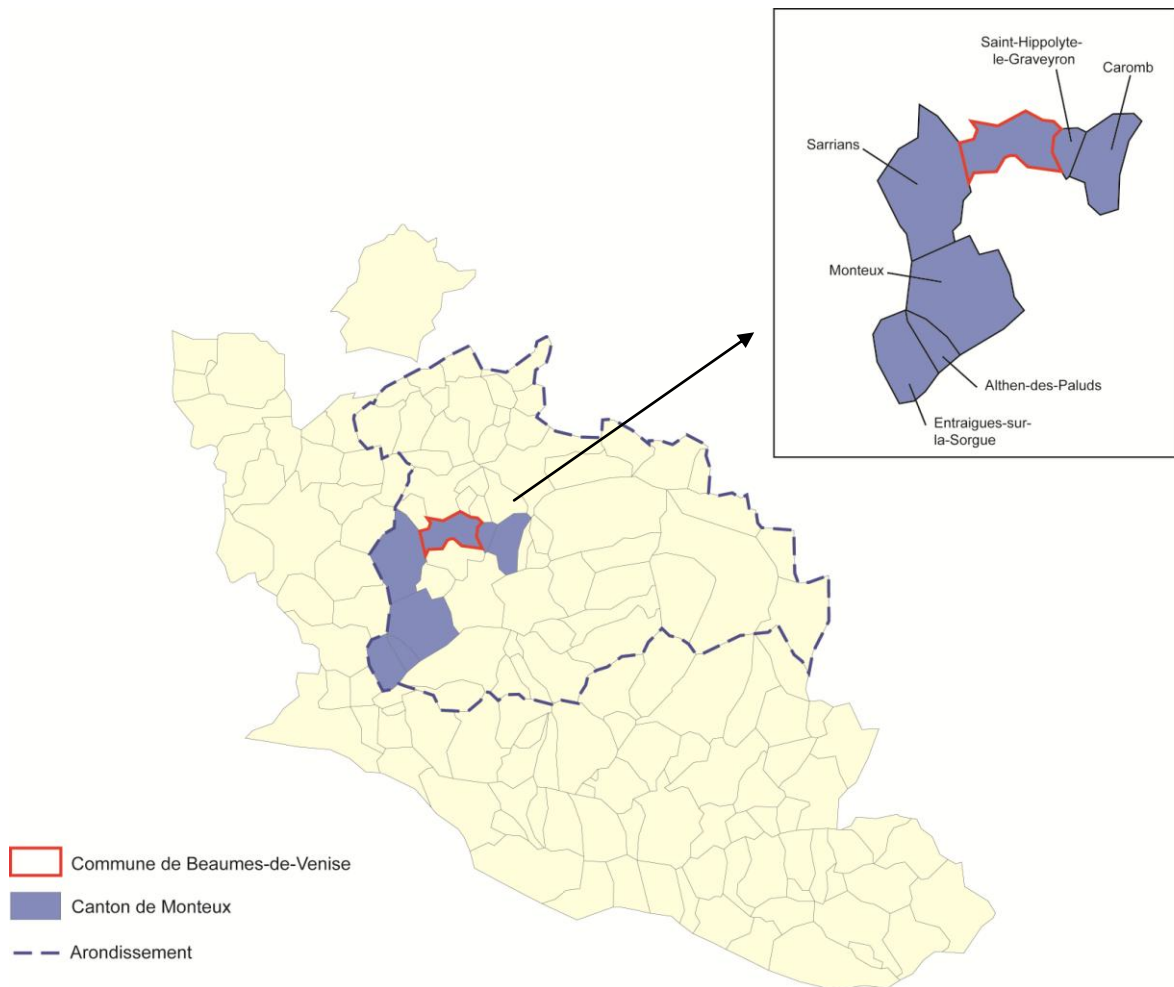 Saint-Hippolyte-
le-Graveyron
Caromb
Sarrians
Monteux
Althen-des-Paluds
Entraigues-sur-
la-Sorgue
Commune de Beaumes-de-Venise
Canton de Monteux
Arondissement